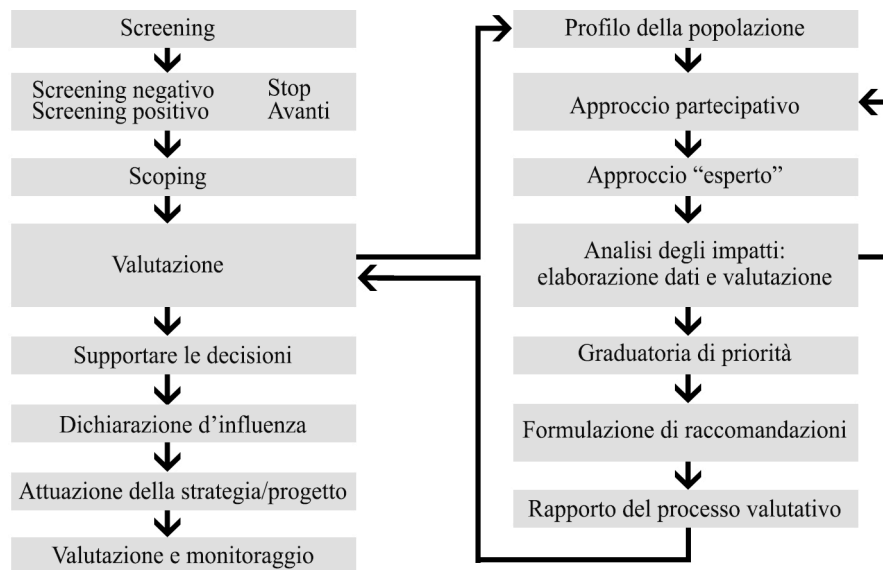 Screening
Screening negativo Stop
Screening positivo Avanti
Scoping
Valutazione
Supportare le decisioni
Dichiarazione d’influenza
Attuazione della strategia/progetto
Valutazione e monitoraggio
Profilo della popolazione
Approccio partecipativo
Approccio “esperto”
Analisi degli impatti:
elaborazione dati e valutazione
Graduatoria di priorità
Formulazione di raccomandazioni
Rapporto del processo valutativo